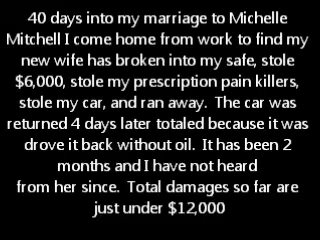 40 days into my marriage to Michelle
Mitchell I come home from work to find my
new wife has broken into my safe, stole
$6,000, stole my prescription pain killers,
stole my car, and ran away.  The car was
returned 4 days later totaled because it was
drove it back without oil.  It has been 2
months and I have not heard
from her since.  Total damages so far are
just under $12,000